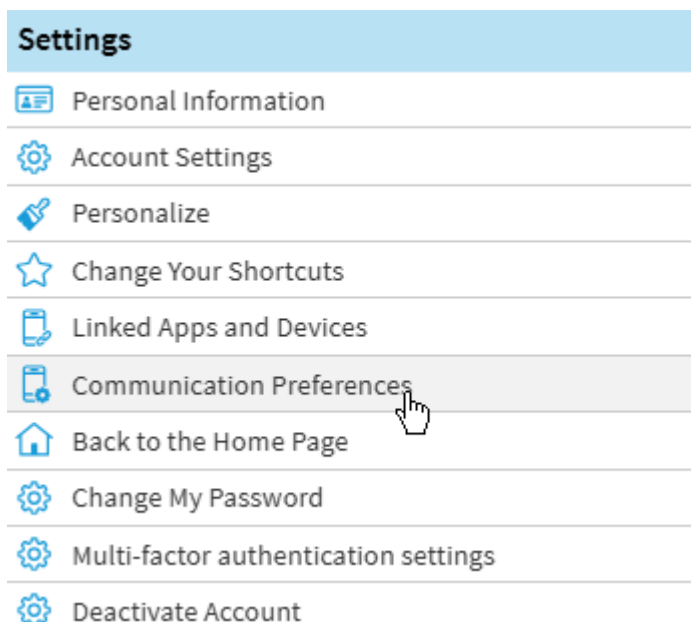 Settings
Personal Information
Account Settings
Personalize
Change Your Shortcuts
Linked Apps and Devices
Communication Preferences
Back to the Home Page
Change My Password
Multi-factor authentication settings
Deactivate Account